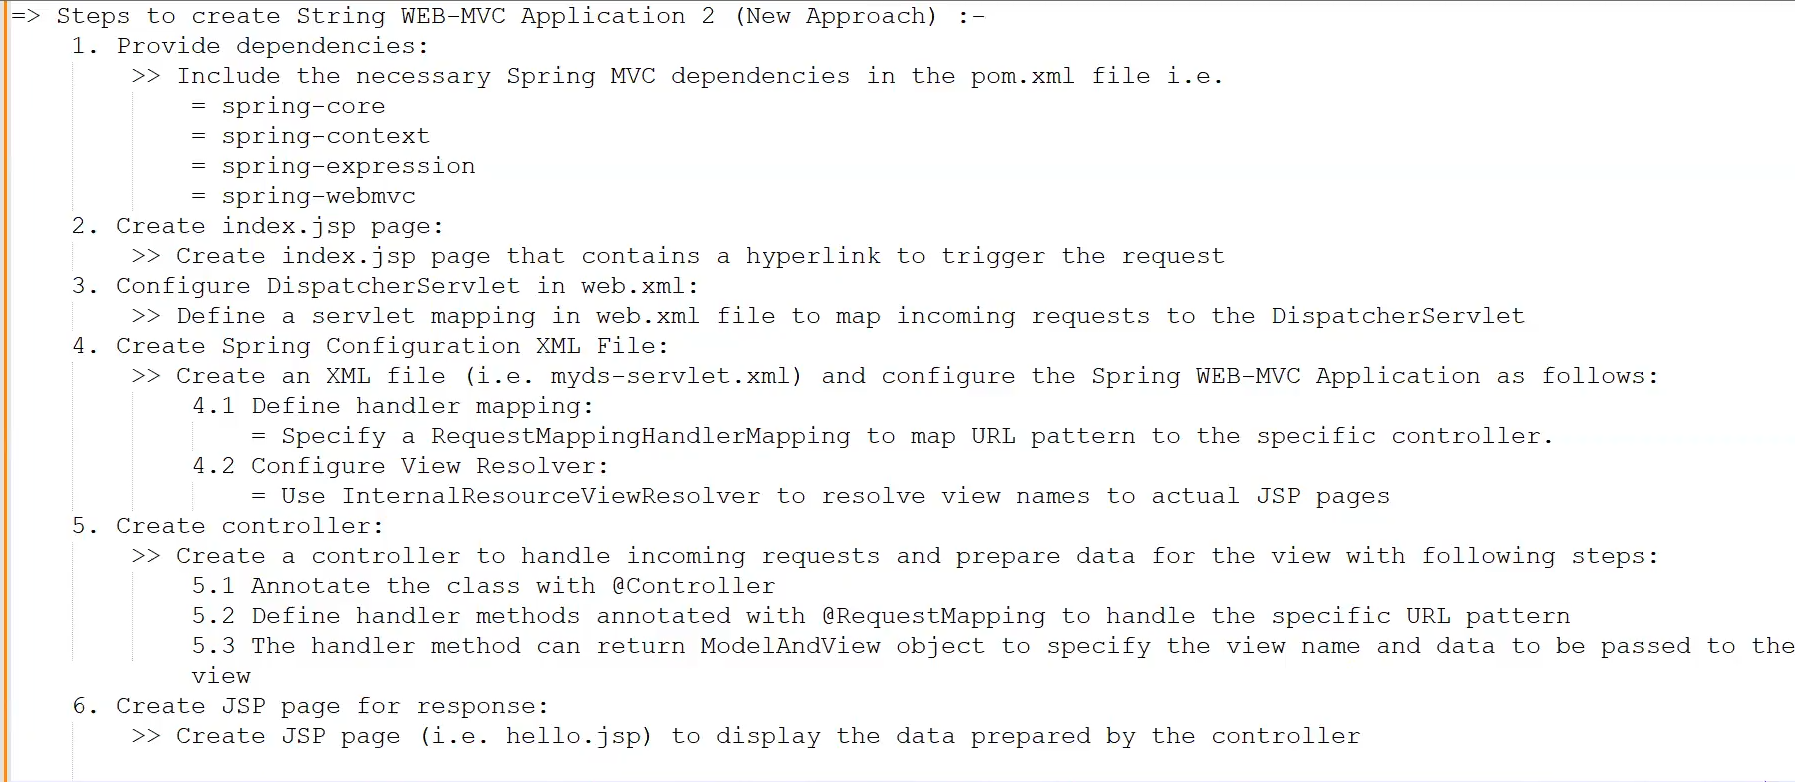 => Steps to create String WEB-MVC Application 2 (New Approach) :-
1. Provide dependencies:
>> Include the necessary Spring MVC dependencies in the pom.xml file i.e.
= spring-core
= spring-context
= spring-expression
= spring-webmvc
2. Create index.jsp page:
>> Create index.jsp page that contains a hyperlink to trigger the request
3. Configure DispatcherServlet in web.xml:
>> Define a servlet mapping in web.xml file to map incoming requests to the DispatcherServlet
4. Create Spring Configuration XML File:
>> Create an XML file (i.e. myds-servlet.xml) and configure the Spring WEB-MVC Application as follows:
4.1 Define handler mapping:
= Specify a RequestMappingHandlerMapping to map URL pattern to the specific controller.
4.2 Configure View Resolver:
= Use InternalResourceViewResolver to resolve view names to actual JSP pages
5. Create controller:
>> Create a controller to handle incoming requests and prepare data for the view with following steps:
5.1 Annotate the class with @Controller
5.2 Define handler methods annotated with @RequestMapping to handle the specific URL pattern
5.3 The handler method can return ModelAndView object to specify the view name and data to be passed to the
view
6. Create JSP page for response:
>> Create JSP page (i.e. hello.jsp) to display the data prepared by the controller